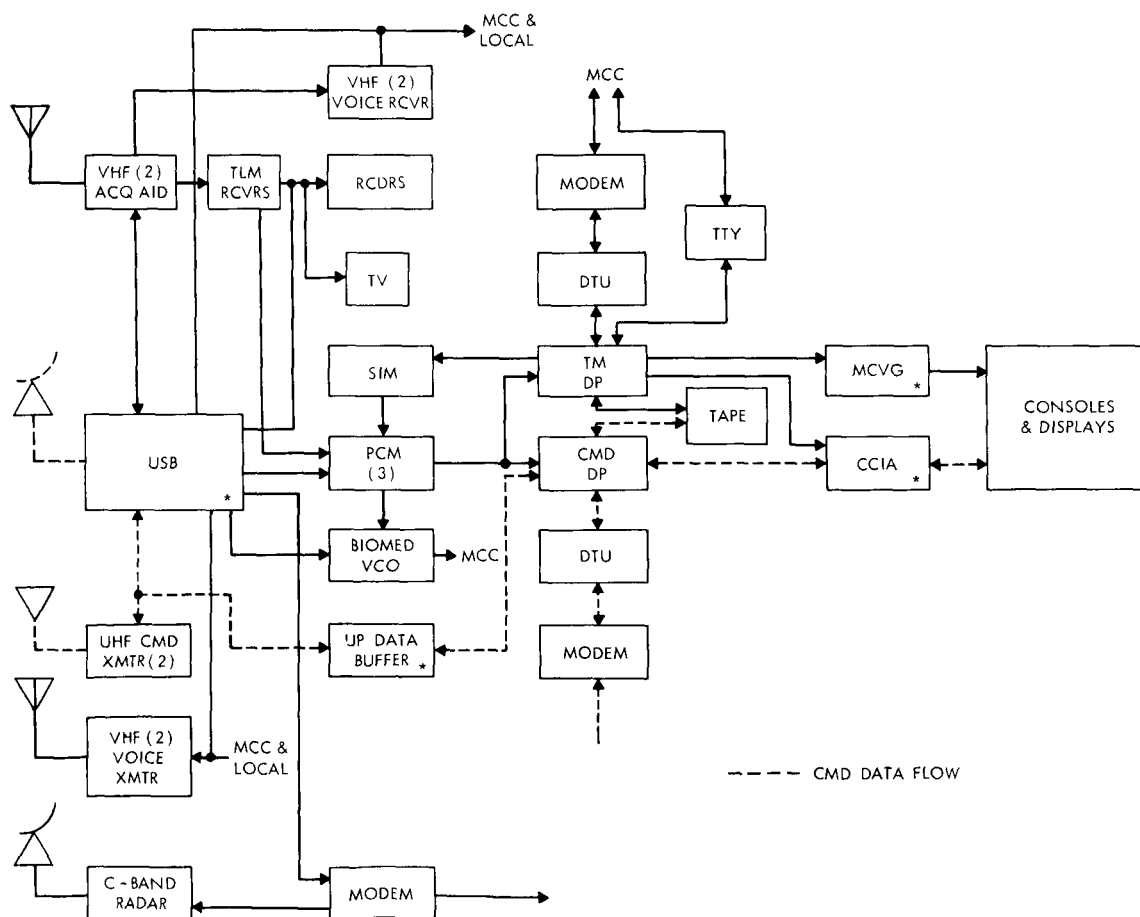 MCC &
LOCAL
VHF (2)
VOICE RCVR
MCC
VHF (2)
ACQ AID
TLM
RCVRS
RCDRS
MODEM
TTY
TV
DTU
SIM
TM
DP
MCVG
*
CONSOLES
& DISPLAYS
TAPE
USB
*
PCM
(3)
CMD
DP
CCIA
*
BIOMED
VCO
MCC
DTU
UHF CMD
XMTR (2)
UP DATA
BUFFER *
MODEM
VHF (2)
VOICE
XMTR
MCC &
LOCAL
CMD DATA FLOW
C-BAND
RADAR
MODEM